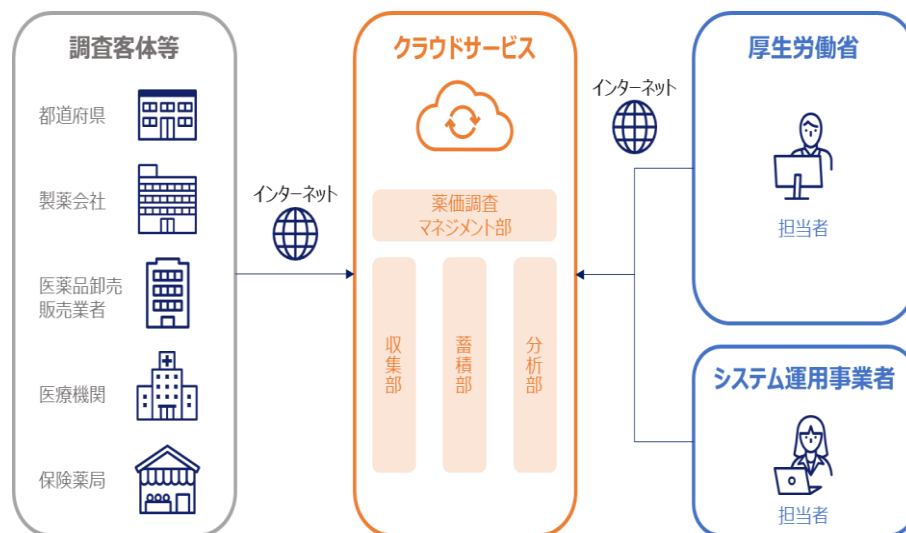 調査客体等
都道府県
製薬会社
医薬品卸売
販売業者
医療機関
保険薬局
インターネット
クラウドサービス
薬価調査
マネジメント部
収集部
蓄積部
分析部
インターネット
厚生労働省
担当者
システム運用事業者
担当者